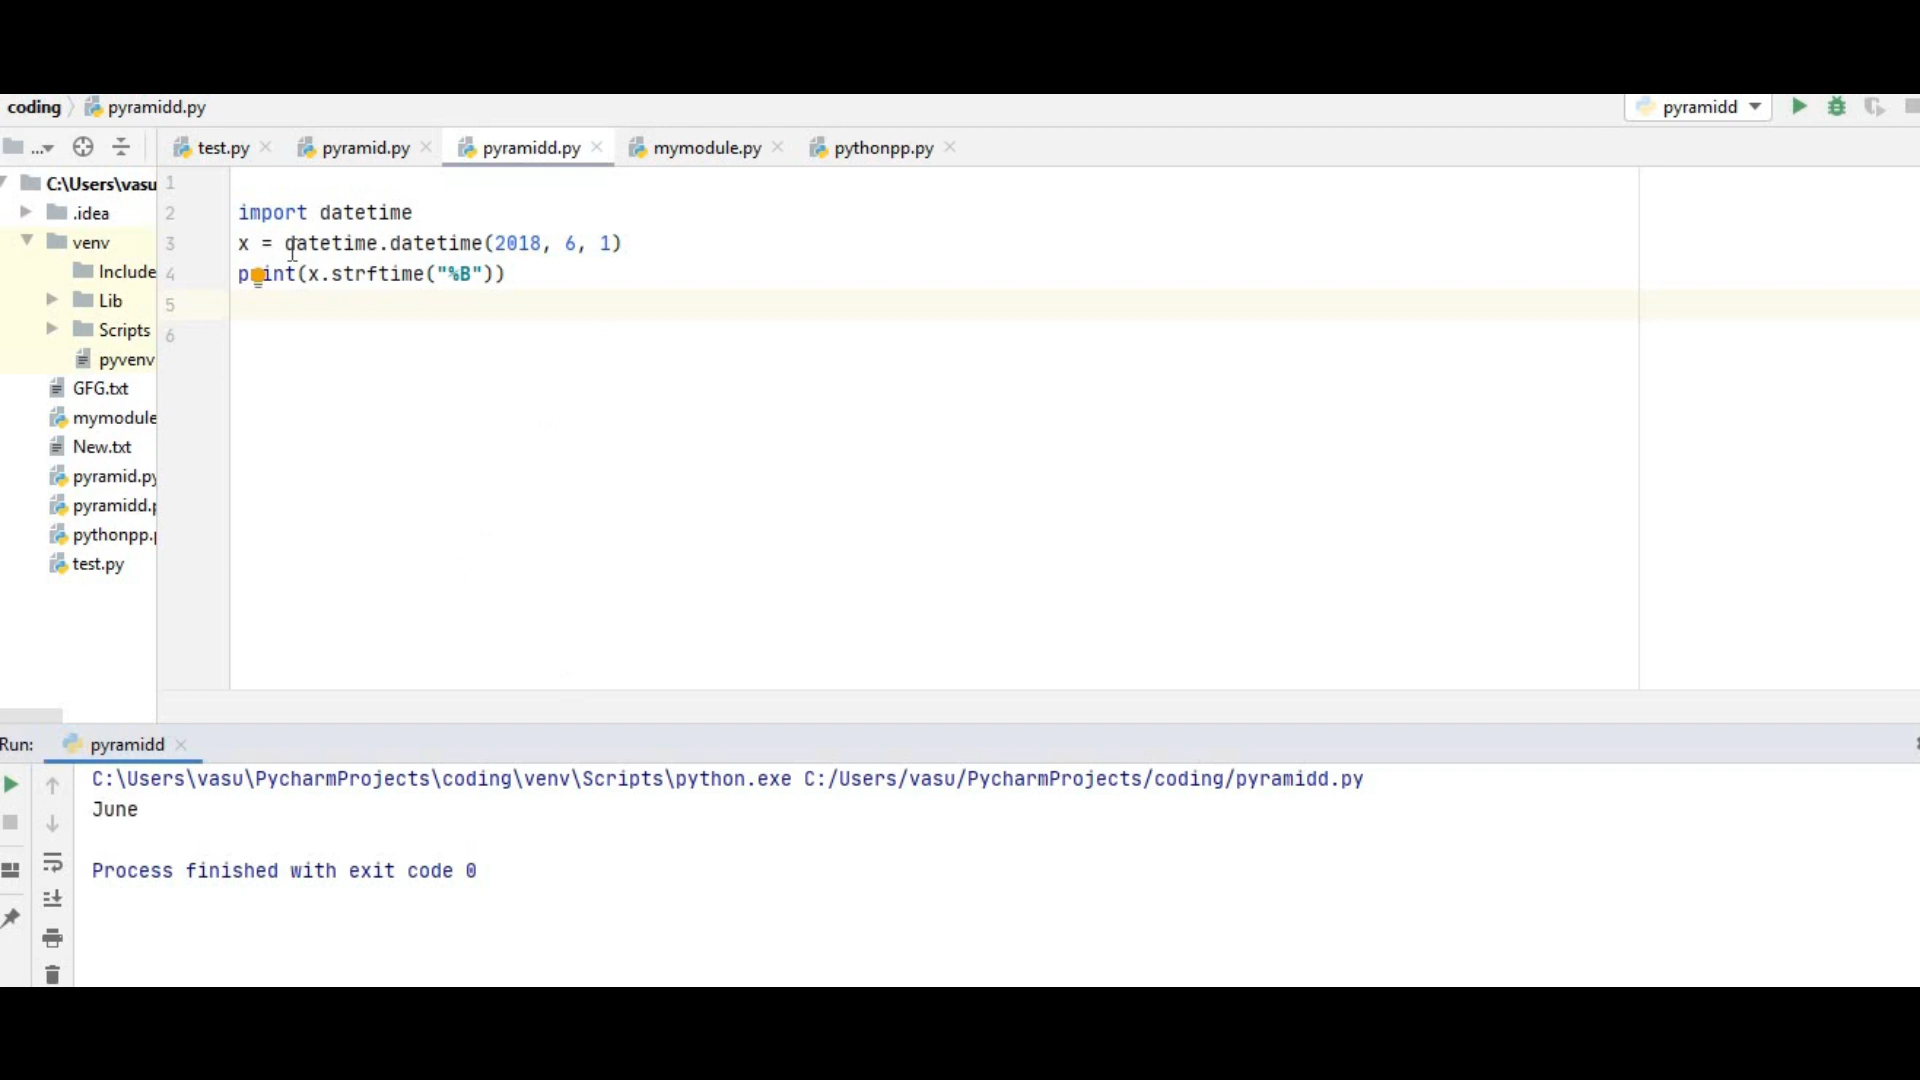 coding pyramidd.py pyramidd
... test.py pyramid.py pyramidd.py mymodule.py pythonpp.py
C:\Users\vasu
.idea
venv
Include
Lib
Scripts
pyvenv
GFG.txt
mymodule
New.txt
pyramid.py
pyramidd.p
pythonpp.p
test.py
1
2 import datetime
3 x = datetime.datetime(2018, 6, 1)
4 print(x.strftime("%B"))
5
6
Run: pyramidd
C:\Users\vasu\PycharmProjects\coding\venv\Scripts\python.exe C:/Users/vasu/PycharmProjects/coding/pyramidd.py
June
Process finished with exit code 0